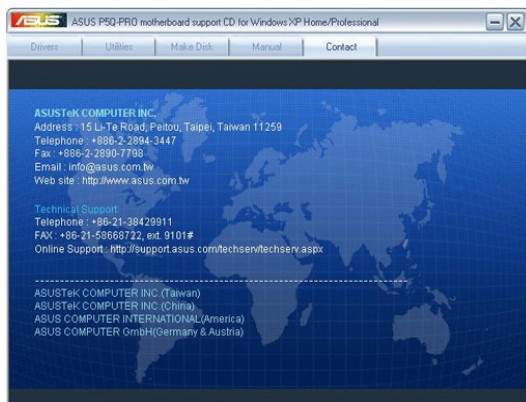 ASUS P5Q-PRO motherboard support CD for Windows XP Home/Professional
Drivers Utilities Make Disk Manual Contact
ASUSTeK COMPUTER INC.
Address : 15 Li-Te Road, Peitou, Taipei, Taiwan 11259
Telephone : +886-2-2894-3447
Fax : +886-2-2890-7798
Email : info@asus.com.tw
Web site : http://www.asus.com.tw
Technical Support
Telephone : +86-21-38429911
FAX : +86-21-58668722, ext. 9101#
Online Support : http://support.asus.com/techserv/techserv.aspx
ASUSTeK COMPUTER INC.(Taiwan)
ASUSTeK COMPUTER INC.(China)
ASUS COMPUTER INTERNATIONAL(America)
ASUS COMPUTER GmbH(Germany & Austria)